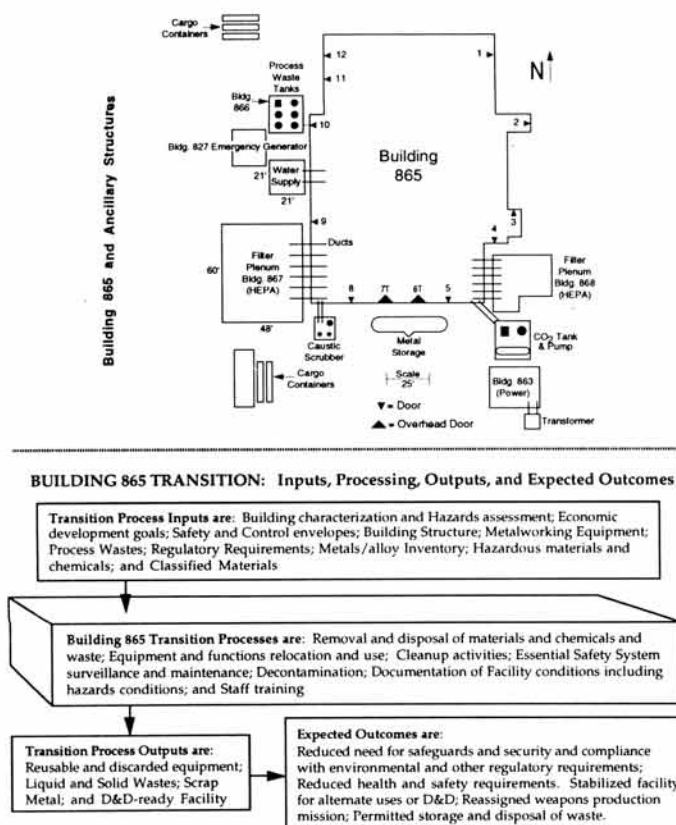 Cargo
Containers
Building 865 and Ancillary Structures
Process
Waste
Tanks
Bldg.
866
12
11
10
1
2
N
Bldg. 827 Emergency Generator
21'
Water
Supply
21'
Building
865
9
3
4
Ducts
60'
Filter
Plenum
Bldg. 867
(HEPA)
48'
Filter
Plenum
Bldg. 868
(HEPA)
8
7T
6T
5
Caustic
Scrubber
Metal
Storage
CO2 Tank
& Pump
Cargo
Containers
Scale
25'
Bldg. 863
(Power)
▼ = Door
▲ = Overhead Door
Transformer
BUILDING 865 TRANSITION: Inputs, Processing, Outputs, and Expected Outcomes
Transition Process Inputs are: Building characterization and Hazards assessment; Economic
development goals; Safety and Control envelopes; Building Structure; Metalworking Equipment;
Process Wastes; Regulatory Requirements; Metals/alloy Inventory; Hazardous materials and
chemicals; and Classified Materials
Building 865 Transition Processes are: Removal and disposal of materials and chemicals and
waste; Equipment and functions relocation and use; Cleanup activities; Essential Safety System
surveillance and maintenance; Decontamination; Documentation of Facility conditions including
hazards conditions; and Staff training
Transition Process Outputs are:
Reusable and discarded equipment;
Liquid and Solid Wastes; Scrap
Metal; and D&D-ready Facility
Expected Outcomes are:
Reduced need for safeguards and security and compliance
with environmental and other regulatory requirements;
Reduced health and safety requirements. Stabilized facility
for alternate uses or D&D; Reassigned weapons production
mission; Permitted storage and disposal of waste.